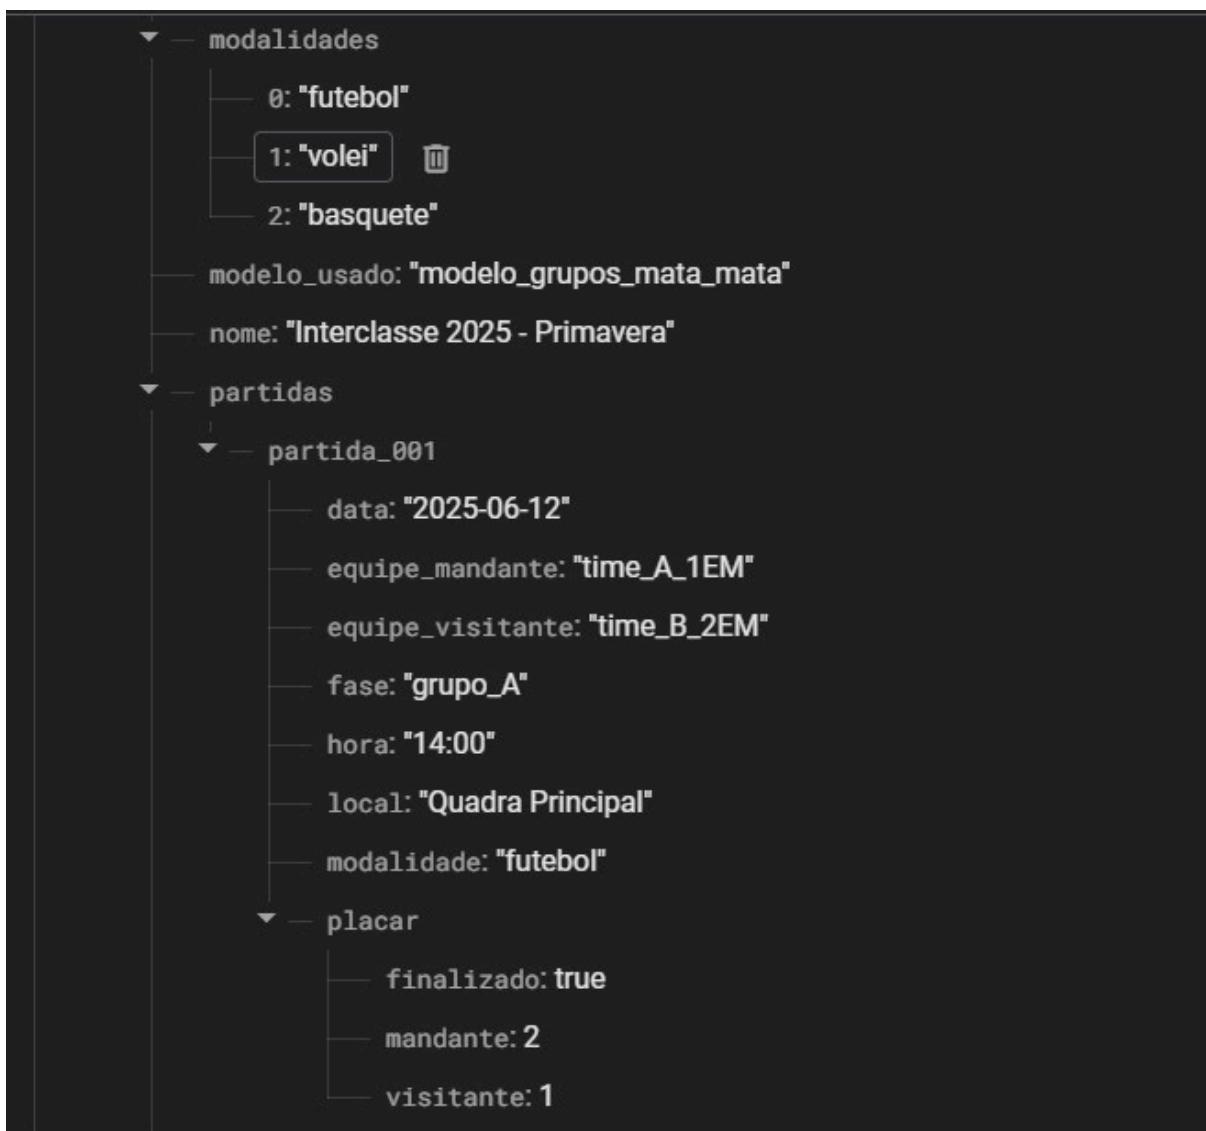 modalidades
0: "futebol"
1: "volei"
2: "basquete"
modelo_usado: "modelo_grupos_mata_mata"
nome: "Interclasse 2025 - Primavera"
partidas
partida_001
data: "2025-06-12"
equipe_mandante: "time_A_1EM"
equipe_visitante: "time_B_2EM"
fase: "grupo_A"
hora: "14:00"
local: "Quadra Principal"
modalidade: "futebol"
placar
finalizado: true
mandante: 2
visitante: 1